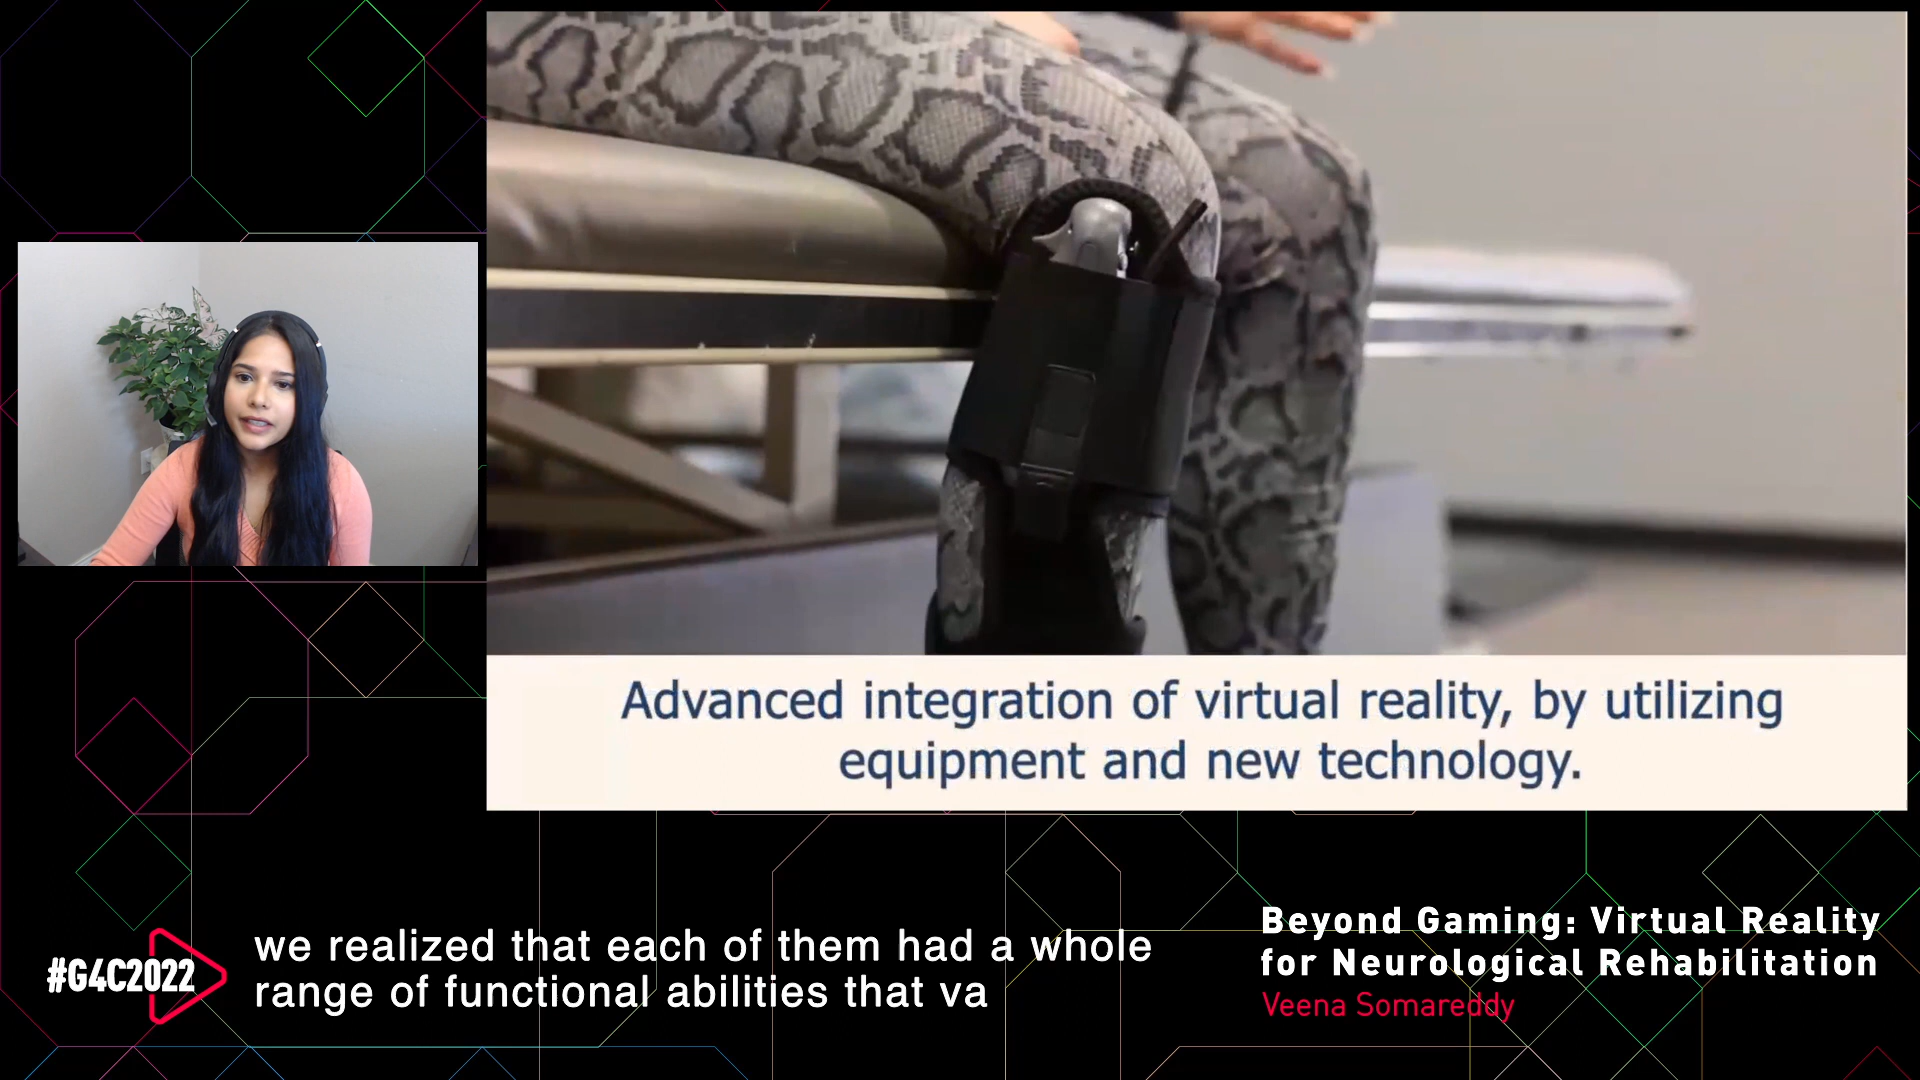 Advanced integration of virtual reality, by utilizing
equipment and new technology.
#G4C2022
we realized that each of them had a whole
range of functional abilities that va
Beyond Gaming: Virtual Reality
for Neurological Rehabilitation
Veena Somareddy